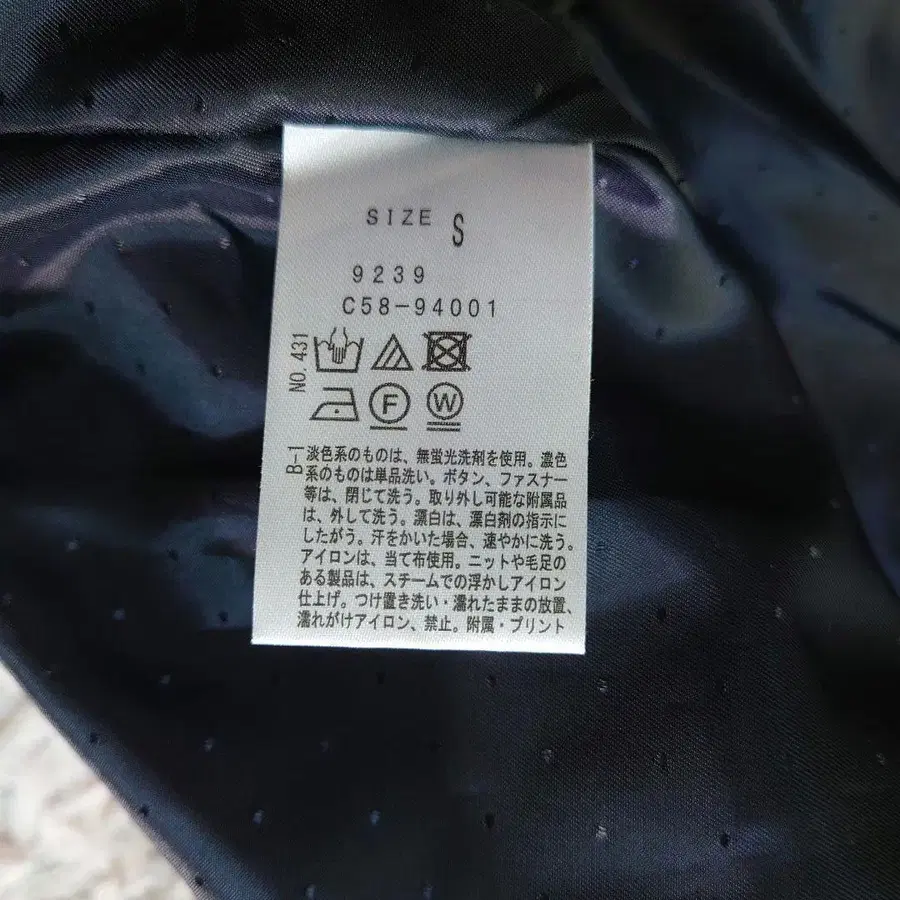 SIZE S
9239
C58-94001
NO. 431
F W
B-1
淡色系のものは、無蛍光洗剤を使用。濃色
系のものは単品洗い。ボタン、ファスナー
等は、閉じて洗う。取り外し可能な附属品
は、外して洗う。漂白は、漂白剤の指示に
したがう。汗をかいた場合、速やかに洗う。
アイロンは、当て布使用。ニットや毛足の
ある製品は、スチームでの浮かしアイロン
仕上げ。つけ置き洗い・濡れたままの放置、
濡れがけアイロン、禁止。附属・プリント